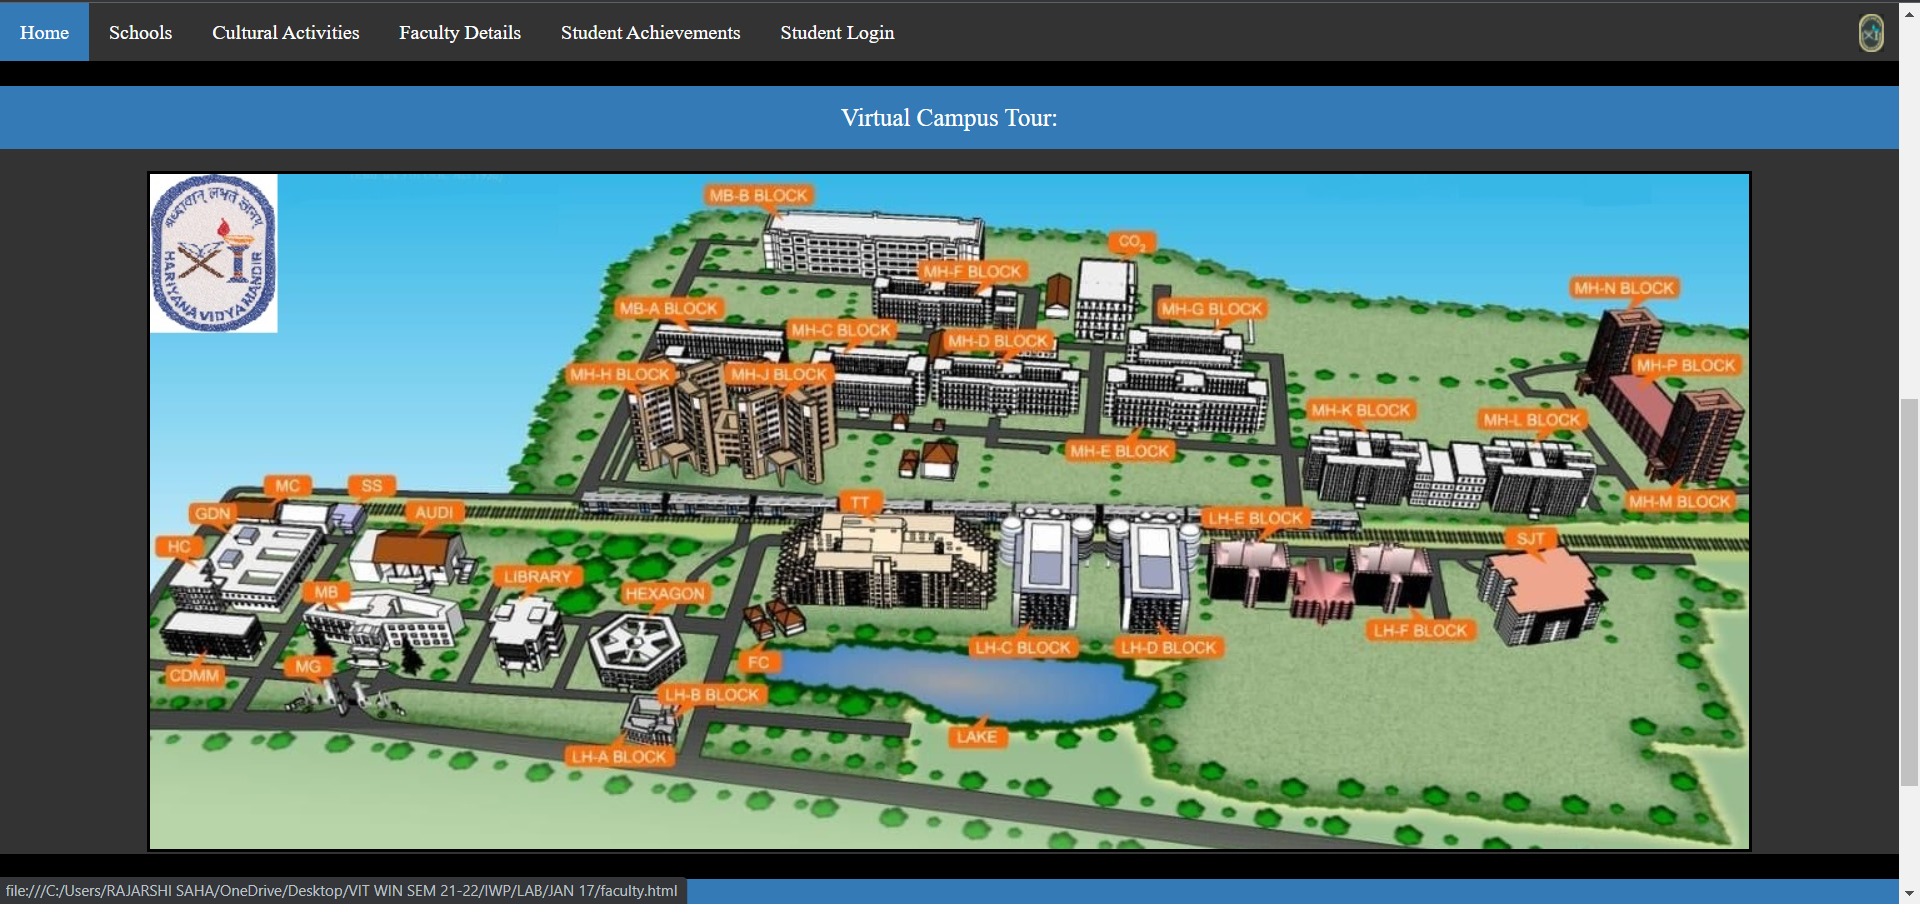 Home Schools Cultural Activities Faculty Details Student Achievements Student Login
Virtual Campus Tour:
श्रद्धावान् लभते ज्ञानम्
HARIYANA VIDYA MANDIR
MB-B BLOCK
CO2
MH-F BLOCK
MH-N BLOCK
MB-A BLOCK
MH-G BLOCK
MH-C BLOCK
MH-D BLOCK
MH-P BLOCK
MH-H BLOCK
MH-J BLOCK
MH-K BLOCK
MH-L BLOCK
MH-E BLOCK
MC
SS
MH-M BLOCK
TT
GDN
AUDI
LH-E BLOCK
SJT
HC
LIBRARY
MB
HEXAGON
LH-F BLOCK
LH-C BLOCK
LH-D BLOCK
FC
MG
CDMM
LH-B BLOCK
LAKE
LH-A BLOCK
file:///C:/Users/RAJARSHI SAHA/OneDrive/Desktop/VIT WIN SEM 21-22/IWP/LAB/JAN 17/faculty.html